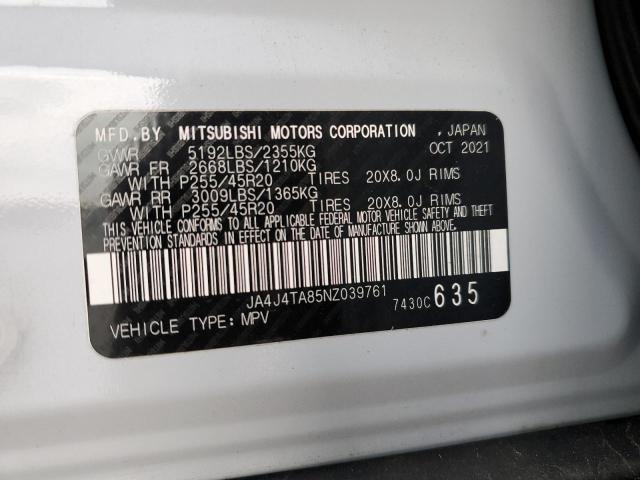 MFD.BY MITSUBISHI MOTORS CORPORATION , JAPAN
GVWR 5192LBS/2355KG OCT 2021
GAWR FR 2668LBS/1210KG
WITH P255/45R20 TIRES 20X8.0J RIMS
GAWR RR 3009LBS/1365KG
WITH P255/45R20 TIRES 20X8.0J RIMS
THIS VEHICLE CONFORMS TO ALL APPLICABLE FEDERAL MOTOR VEHICLE SAFETY AND THEFT
PREVENTION STANDARDS IN EFFECT ON THE DATE OF MANUFACTURE SHOWN ABOVE.
JA4J4TA85NZ039761 7430C 635
VEHICLE TYPE: MPV